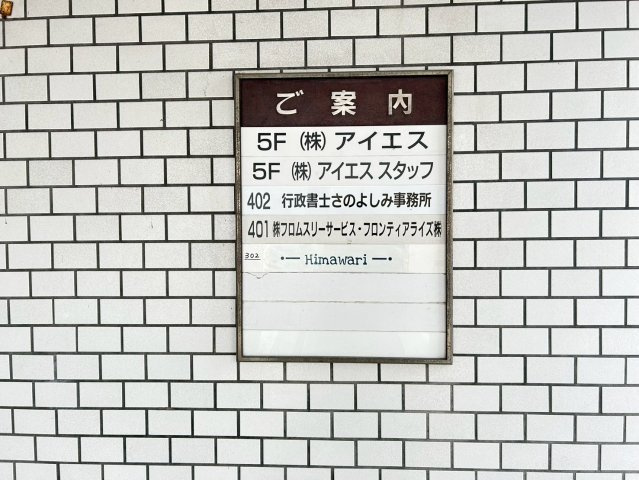 ご案内
5F ㈱ アイエス
5F ㈱ アイエス スタッフ
402 行政書士さのよしみ事務所
401 ㈱フロムスリーサービス・フロンティアライズ㈱
302 •— Himawari —•